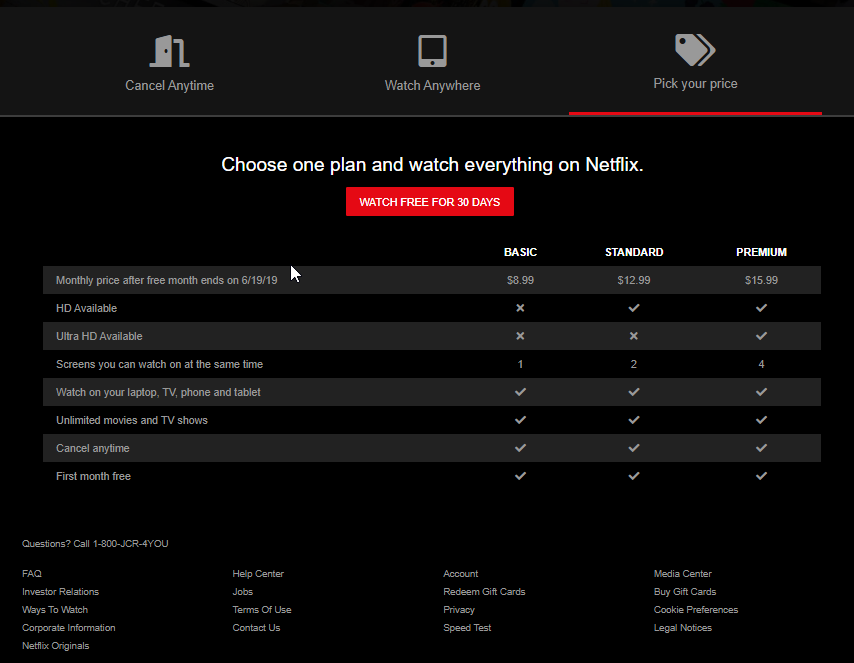 Cancel Anytime
Watch Anywhere
Pick your price
Choose one plan and watch everything on Netflix.
WATCH FREE FOR 30 DAYS
BASIC STANDARD PREMIUM
Monthly price after free month ends on 6/19/19 $8.99 $12.99 $15.99
HD Available
Ultra HD Available
Screens you can watch on at the same time 1 2 4
Watch on your laptop, TV, phone and tablet
Unlimited movies and TV shows
Cancel anytime
First month free
Questions? Call 1-800-JCR-4YOU
FAQ Help Center Account Media Center
Investor Relations Jobs Redeem Gift Cards Buy Gift Cards
Ways To Watch Terms Of Use Privacy Cookie Preferences
Corporate Information Contact Us Speed Test Legal Notices
Netflix Originals